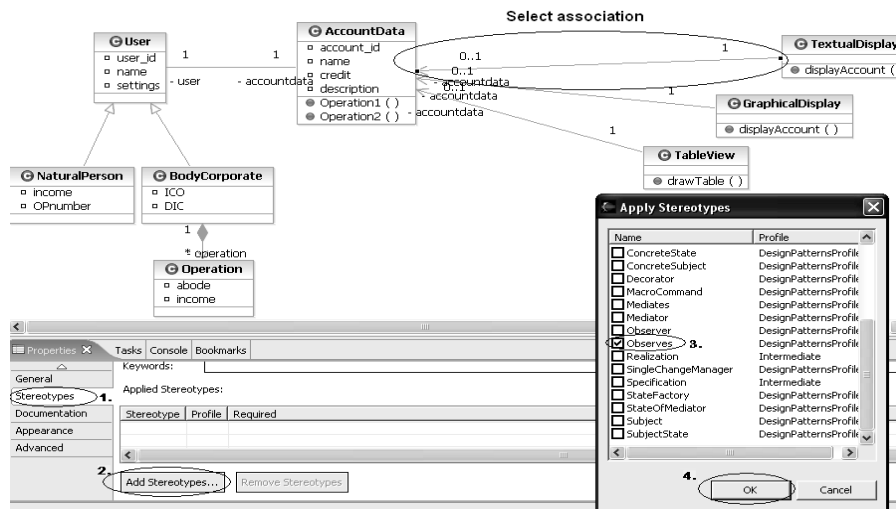 Select association
User
user_id
name
settings
1
1
- user
- accountdata
AccountData
account_id
name
credit
description
Operation1 ( )
Operation2 ( )
0..1
0..1
0..1
- accountdata
- accountdata
- accountdata
1
TextualDisplay
displayAccount (
1
GraphicalDisplay
displayAccount ( )
1
TableView
drawTable ( )
NaturalPerson
income
OPnumber
BodyCorporate
ICO
DIC
1
* operation
Operation
abode
income
Properties
Tasks
Console
Bookmarks
General
Stereotypes
1.
Documentation
Appearance
Advanced
Keywords:
Applied Stereotypes:
Stereotype Profile Required
2.
Add Stereotypes...
Remove Stereotypes
Apply Stereotypes
Name Profile
ConcreteState DesignPatternsProfile
ConcreteSubject DesignPatternsProfile
Decorator DesignPatternsProfile
MacroCommand DesignPatternsProfile
Mediates DesignPatternsProfile
Mediator DesignPatternsProfile
Observer DesignPatternsProfile
Observes 3. DesignPatternsProfile
Realization Intermediate
SingleChangeManager DesignPatternsProfile
Specification Intermediate
StateFactory DesignPatternsProfile
StateOfMediator DesignPatternsProfile
Subject DesignPatternsProfile
SubjectState DesignPatternsProfile
4.
OK
Cancel